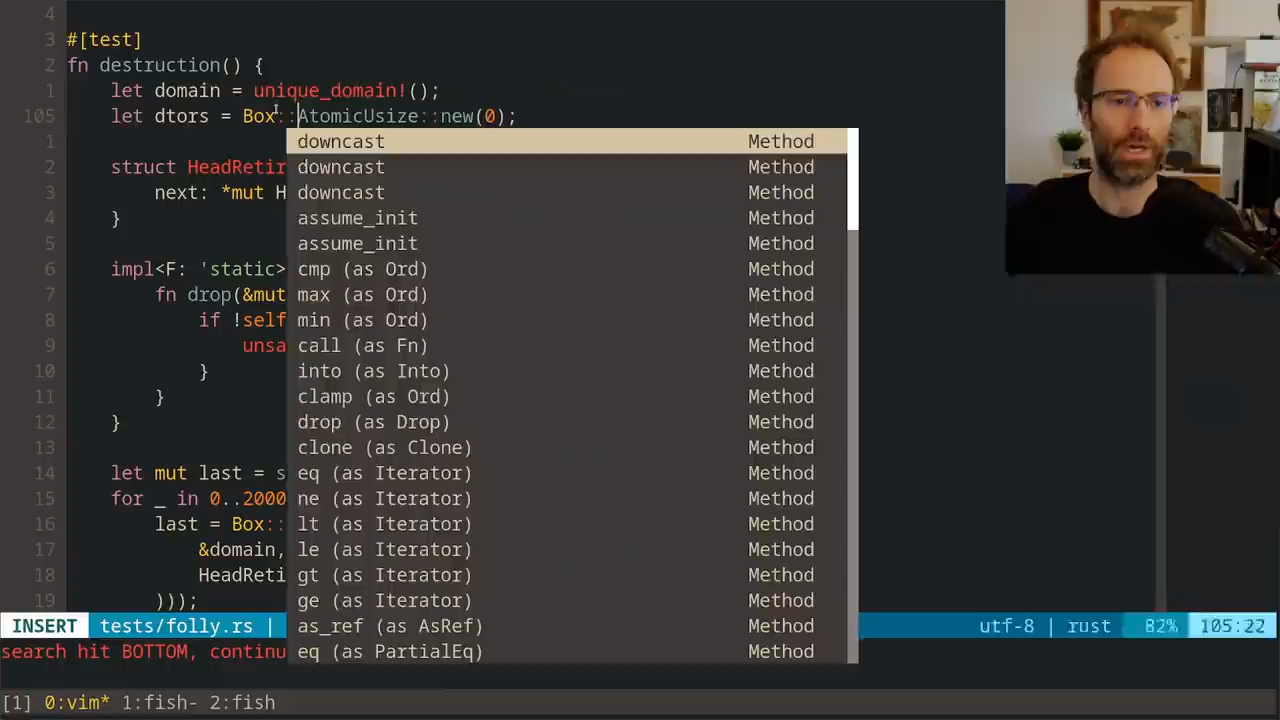 4
3 #[test]
2 fn destruction() {
1 let domain = unique_domain!();
105 let dtors = Box::AtomicUsize::new(0);
downcast Method
1
2 struct HeadRetir downcast Method
3 next: *mut H downcast Method
4 } assume_init Method
5 assume_init Method
6 impl<F: 'static> cmp (as Ord) Method
7 fn drop(&mut max (as Ord) Method
8 if !self min (as Ord) Method
9 unsa call (as Fn) Method
10 } into (as Into) Method
11 } clamp (as Ord) Method
12 } drop (as Drop) Method
13 clone (as Clone) Method
14 let mut last = s eq (as Iterator) Method
15 for _ in 0..2000 ne (as Iterator) Method
16 last = Box:: lt (as Iterator) Method
17 &domain, le (as Iterator) Method
18 HeadReti gt (as Iterator) Method
19 ))); ge (as Iterator) Method
INSERT tests/folly.rs | as_ref (as AsRef) Method utf-8 | rust 82% 105:22
search hit BOTTOM, continu eq (as PartialEq) Method
[1] 0:vim* 1:fish- 2:fish